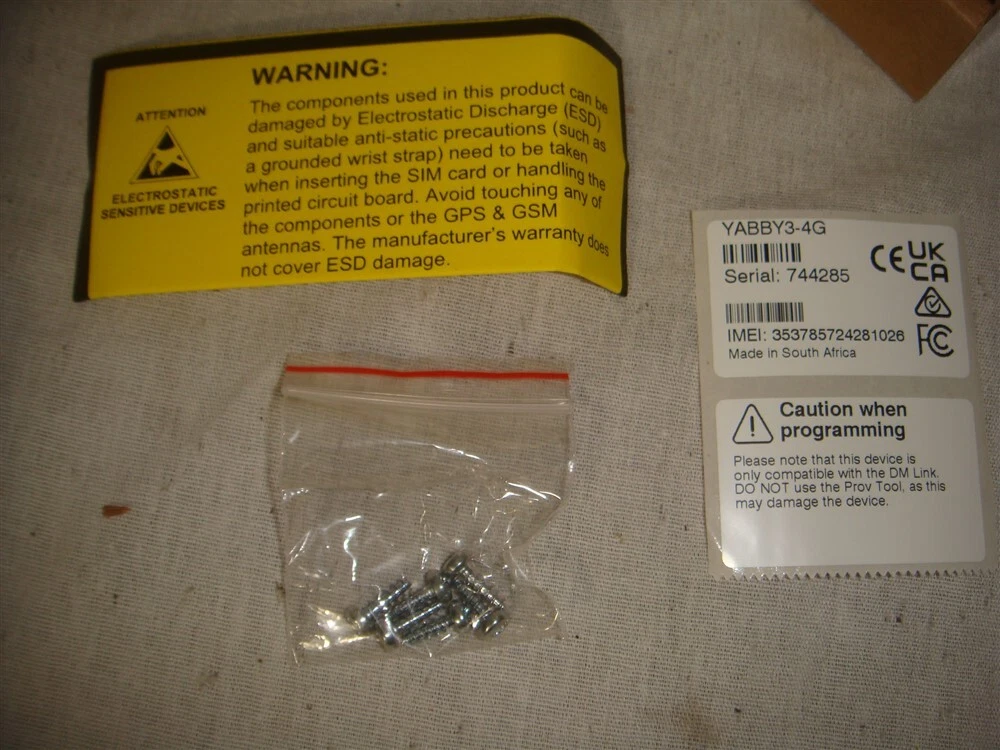 WARNING:
ATTENTION
ELECTROSTATIC
SENSITIVE DEVICES
The components used in this product can be
damaged by Electrostatic Discharge (ESD)
and suitable anti-static precautions (such as
a grounded wrist strap) need to be taken
when inserting the SIM card or handling the
printed circuit board. Avoid touching any of
the components or the GPS & GSM
antennas. The manufacturer's warranty does
not cover ESD damage.
YABBY3-4G
Serial: 744285
IMEI: 353785724281026
Made in South Africa
CE UK
CA
FC
Caution when
programming
Please note that this device is
only compatible with the DM Link.
DO NOT use the Prov Tool, as this
may damage the device.